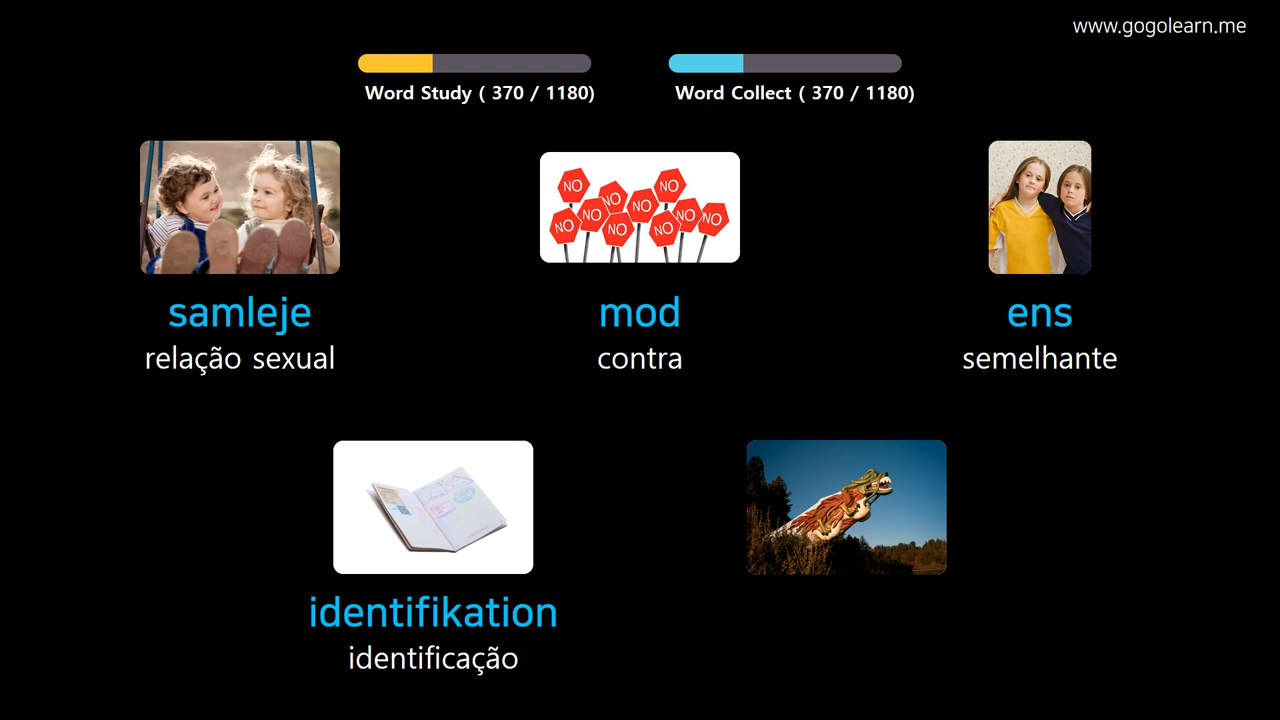 www.gogolearn.me
Word Study ( 370 / 1180)
Word Collect ( 370 / 1180)
NO NO NO NO NO NO NO NO NO NO
samleje
mod
ens
relação sexual
contra
semelhante
identifikation
identificação